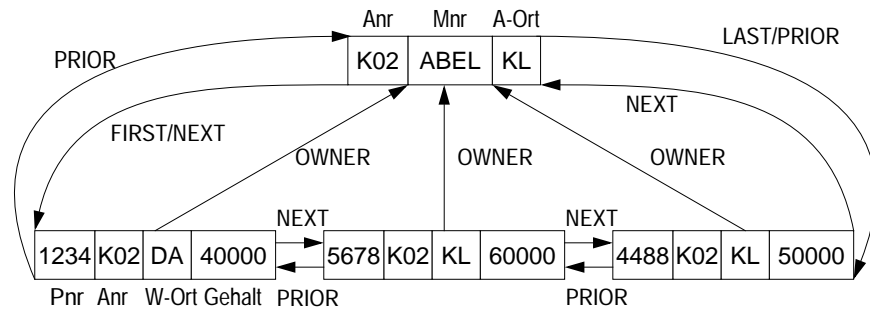 Anr Mnr A-Ort
PRIOR LAST/PRIOR
K02 ABEL KL
NEXT
FIRST/NEXT
OWNER OWNER OWNER
NEXT NEXT
1234 K02 DA 40000 5678 K02 KL 60000 4488 K02 KL 50000
Pnr Anr W-Ort Gehalt PRIOR PRIOR